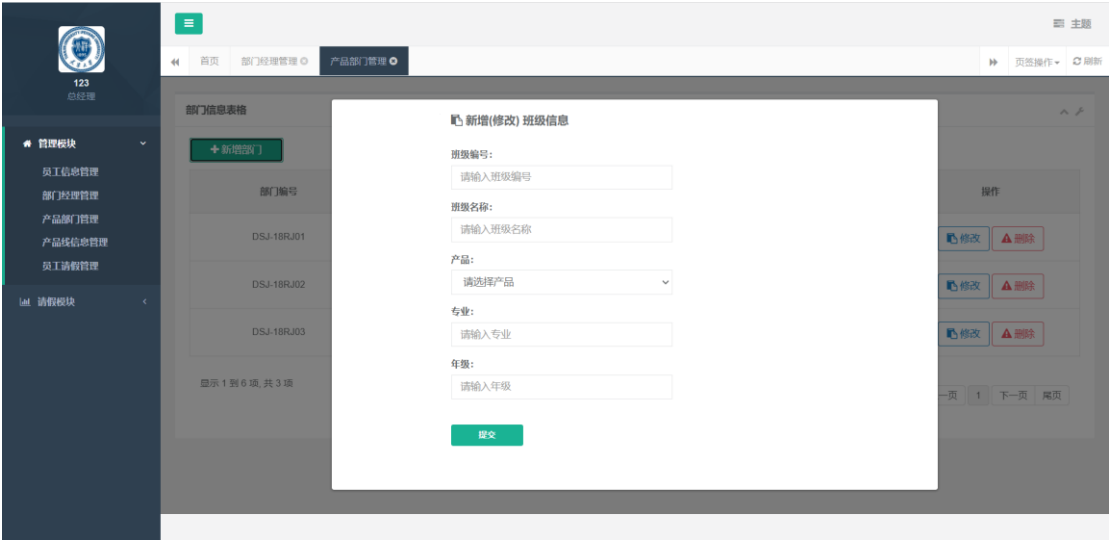 主题
首页 部门经理管理 产品部门管理
页签操作 刷新
123
总经理
管理模块
员工信息管理
部门经理管理
产品部门管理
产品线信息管理
员工请假管理
请假模块
部门信息表格
新增部门
部门编号
操作
DSJ-18RJ01
修改 删除
DSJ-18RJ02
修改 删除
DSJ-18RJ03
修改 删除
显示 1 到 6 项, 共 3 项
一页 1 下一页 尾页
新增(修改) 班级信息
班级编号:
请输入班级编号
班级名称:
请输入班级名称
产品:
请选择产品
专业:
请输入专业
年级:
请输入年级
提交